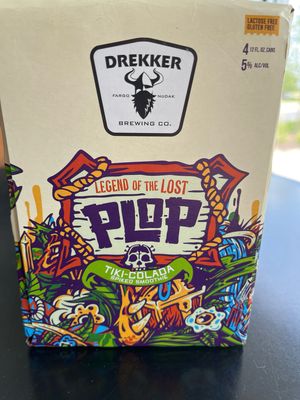 LACTOSE FREE
GLUTEN FREE
4 12 FL. OZ. CANS
5% ALC/VOL
DREKKER
FARGO NODAK
BREWING CO.
LEGEND OF THE LOST
PLOP
TIKI-COLADA
SPIKED SMOOTHIE